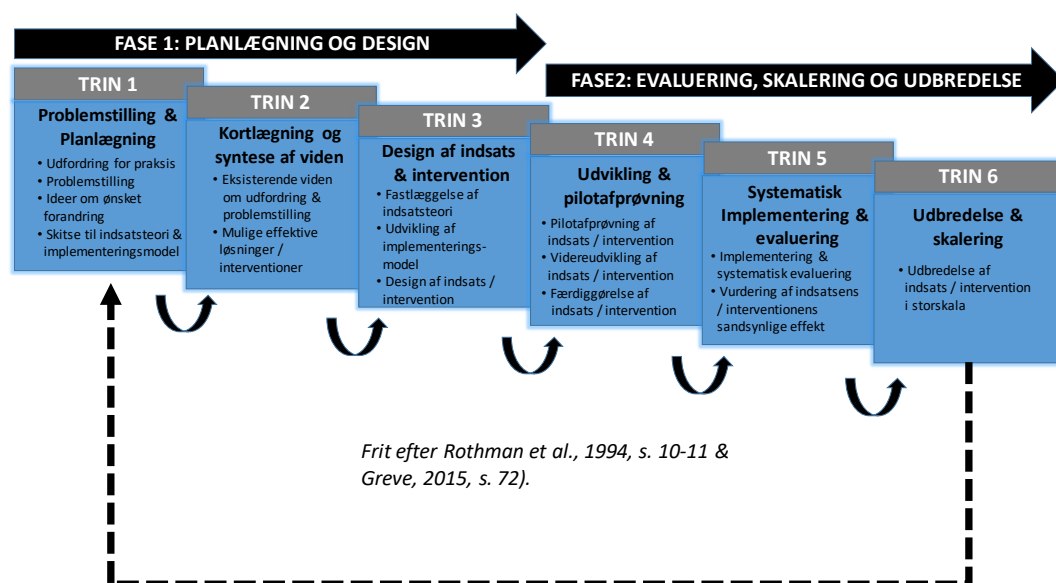 FASE 1: PLANLÆGNING OG DESIGN
FASE2: EVALUERING, SKALERING OG UDBREDELSE
TRIN 1
Problemstilling &
Planlægning
• Udfordring for praksis
• Problemstilling
• Ideer om ønsket
forandring
• Skitse til indsatsteori &
implementeringsmodel
TRIN 2
Kortlægning og
syntese af viden
• Eksisterende viden
om udfordring &
problemstilling
• Mulige effektive
løsninger /
interventioner
TRIN 3
Design af indsats
& intervention
• Fastlæggelse af
indsatsteori
• Udvikling af
implementerings-
model
• Design af indsats /
intervention
TRIN 4
Udvikling &
pilotafprøvning
• Pilotafprøvning af
indsats / intervention
• Videreudvikling af
indsats / intervention
• Færdiggørelse af
indsats / intervention
TRIN 5
Systematisk
Implementering &
evaluering
• Implementering &
systematisk evaluering
• Vurdering af indsatsens
/ interventionens
sandsynlige effekt
TRIN 6
Udbredelse &
skalering
• Udbredelse af
indsats / intervention
i storskala
Frit efter Rothman et al., 1994, s. 10-11 &
Greve, 2015, s. 72).